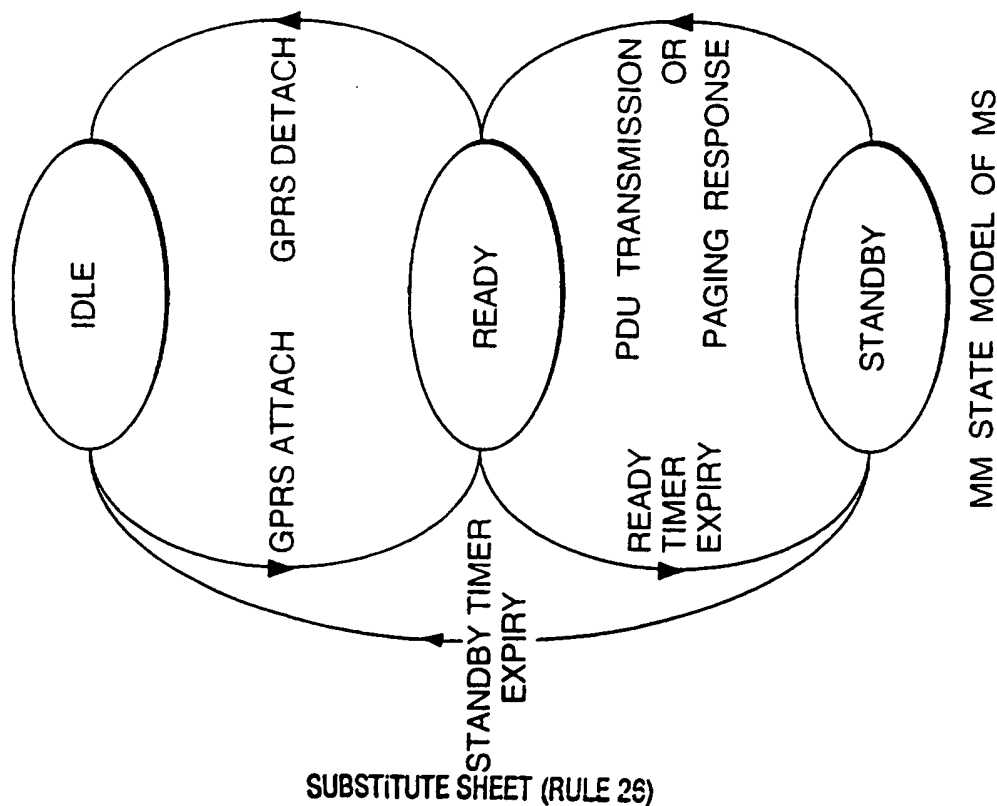 IDLE
GPRS ATTACH
GPRS DETACH
READY
STANDBY TIMER
EXPIRY
READY
TIMER
EXPIRY
PDU TRANSMISSION
OR
PAGING RESPONSE
STANDBY
MM STATE MODEL OF MS
SUBSTITUTE SHEET (RULE 26)